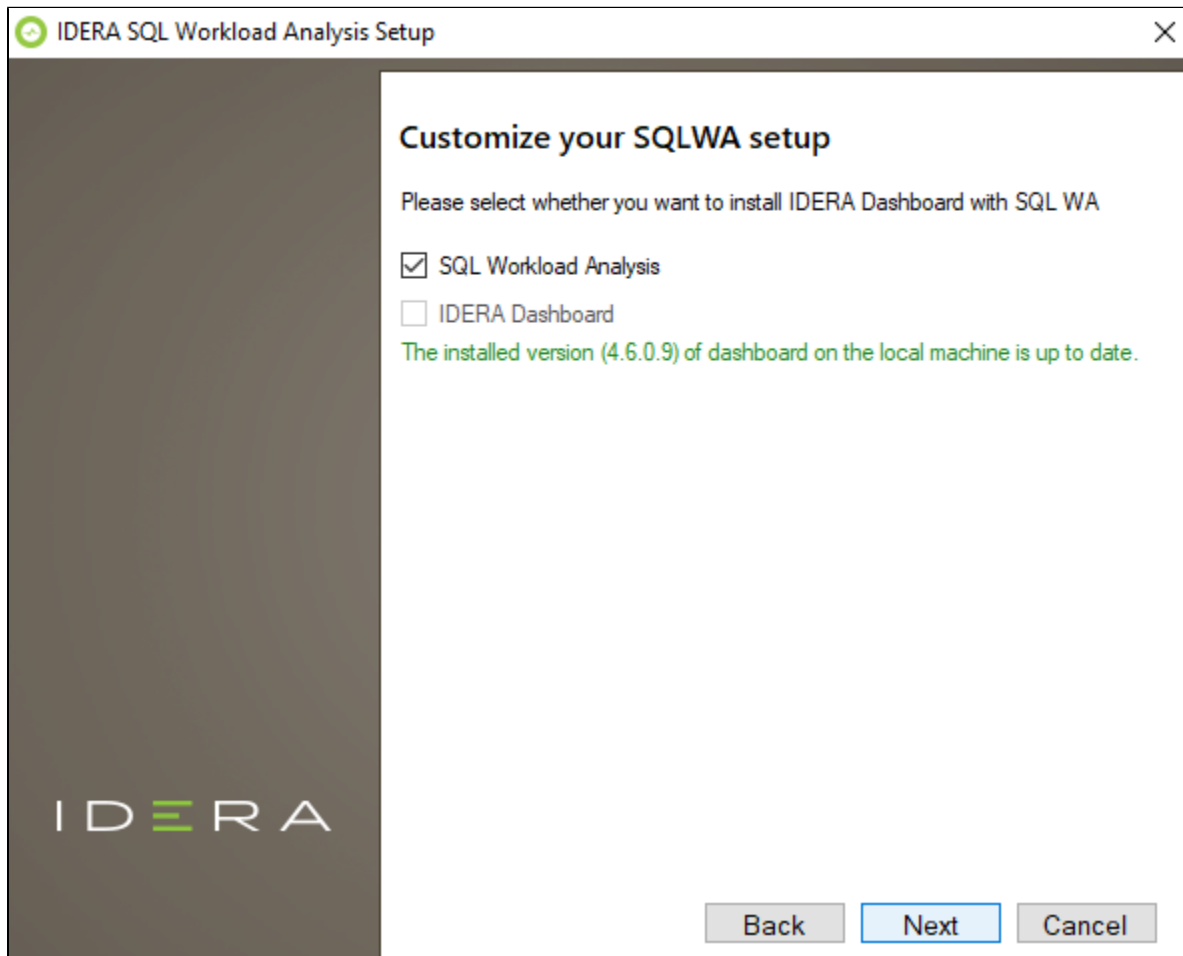 IDERA SQL Workload Analysis Setup
Customize your SQLWA setup
Please select whether you want to install IDERA Dashboard with SQL WA
SQL Workload Analysis
IDERA Dashboard
The installed version (4.6.0.9) of dashboard on the local machine is up to date.
IDERA
Back Next Cancel